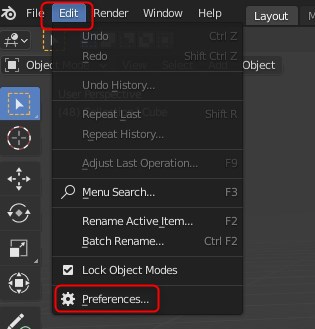 File Edit Render Window Help Layout
Undo Ctrl Z
Redo Shift Ctrl Z
Object Object
Undo History...
User Perspective
Repeat Last Shift R
Repeat History...
Adjust Last Operation... F9
Menu Search... F3
Rename Active Item... F2
Batch Rename... Ctrl F2
Lock Object Modes
Preferences...